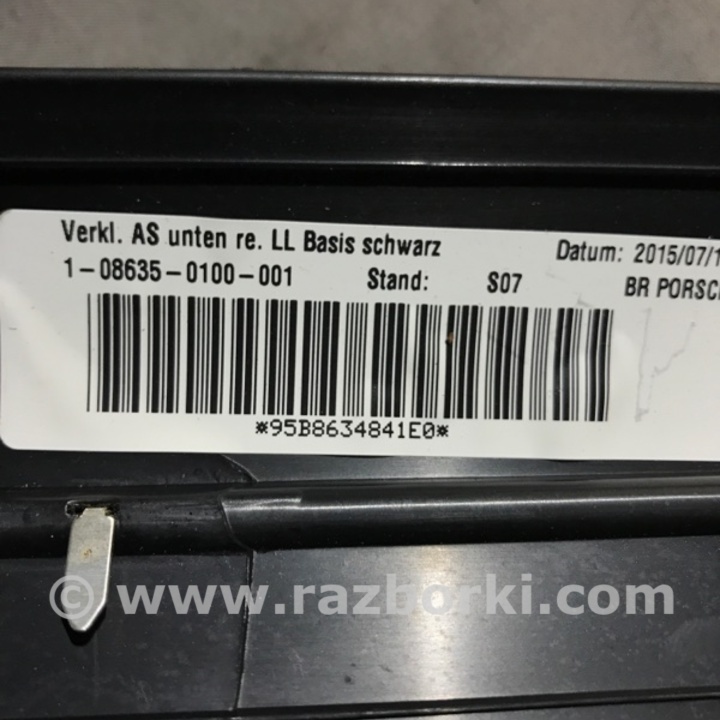 Verkl. AS unten re. LL Basis schwarz Datum: 2015/07/1
1-08635-0100-001 Stand: S07 BR PORSC
*95B8634841E0*
© www.razborki.com